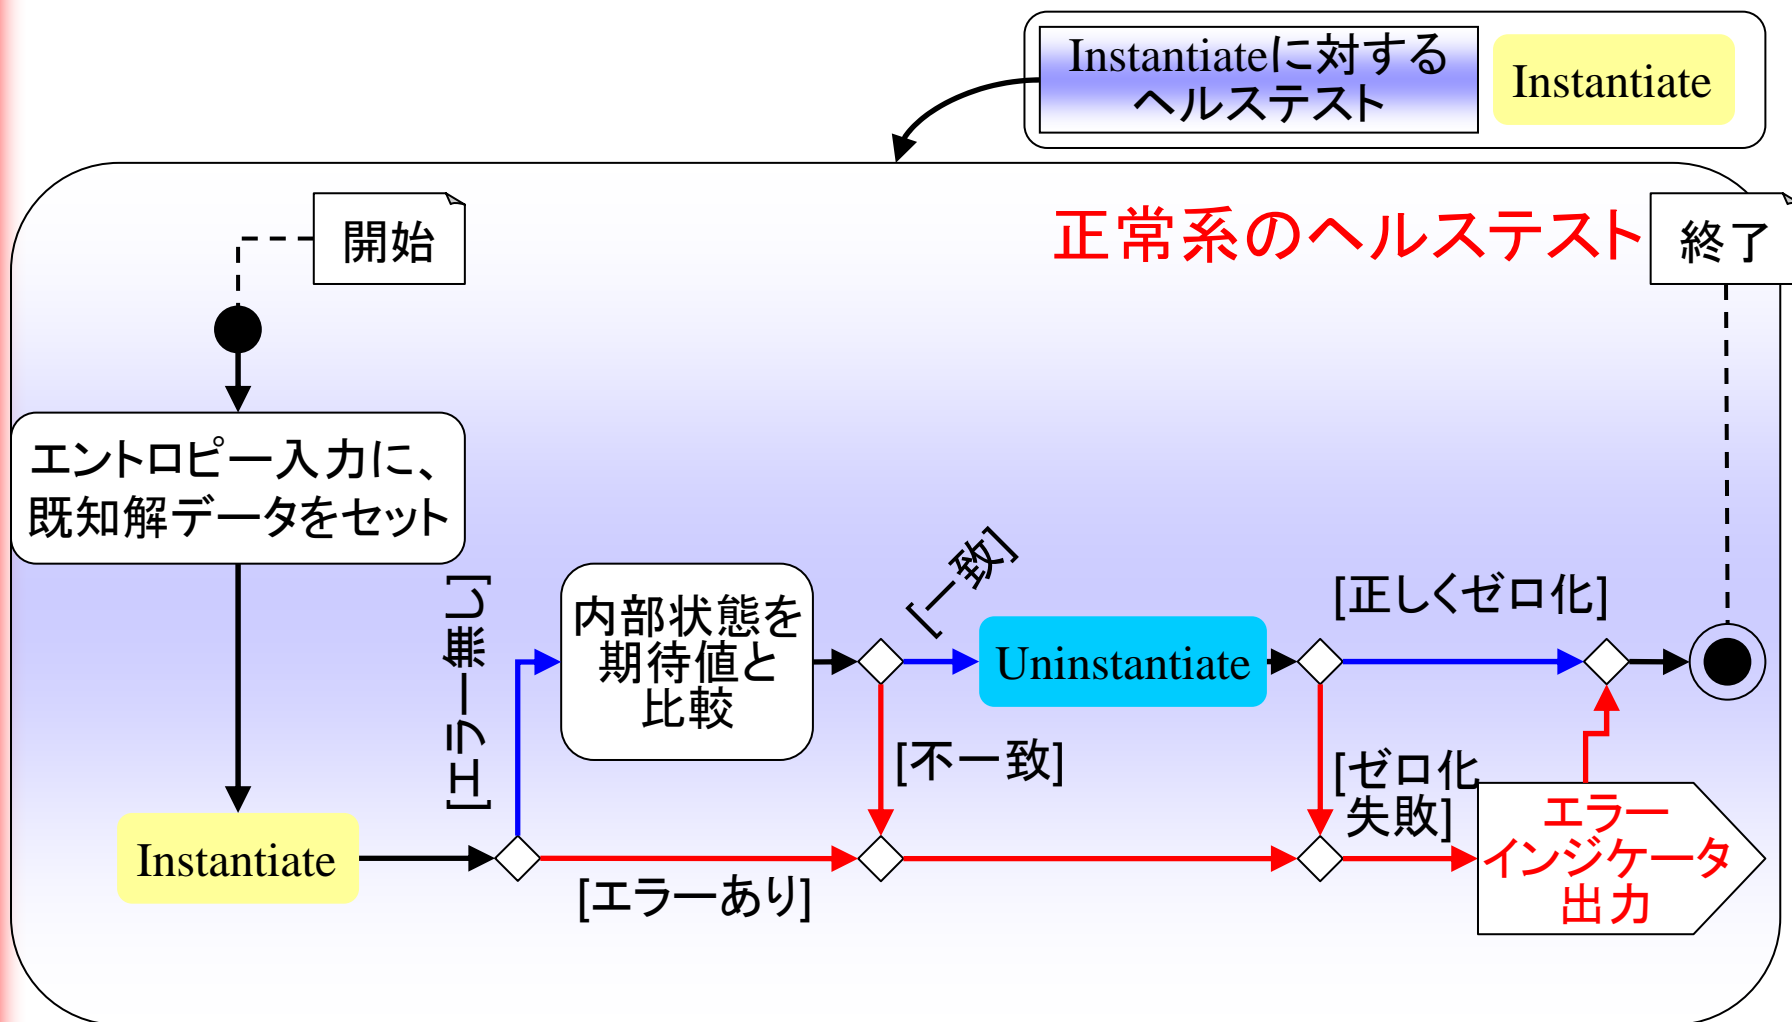 Instantiateに対する
ヘルステスト
Instantiate
開始
正常系のヘルステスト
終了
エントロピー入力に、
既知解データをセット
[エラー無し]
内部状態を
期待値と
比較
[一致]
Uninstantiate
[正しくゼロ化]
[不一致]
[ゼロ化
失敗]
Instantiate
[エラーあり]
エラー
インジケータ
出力